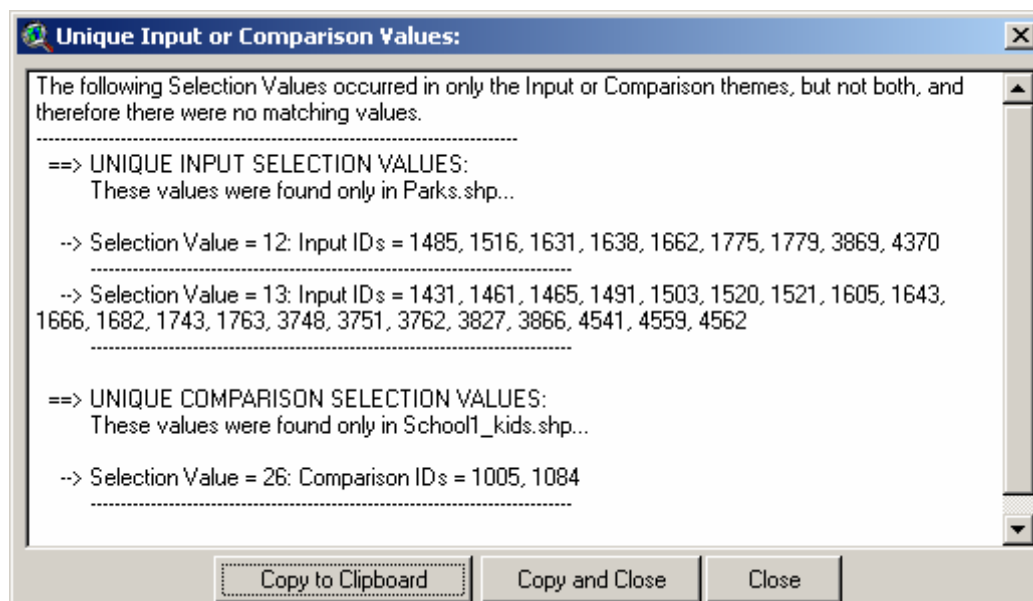 Unique Input or Comparison Values:
The following Selection Values occurred in only the Input or Comparison themes, but not both, and
therefore there were no matching values.
--------------------------------------------------------------------------------
==> UNIQUE INPUT SELECTION VALUES:
These values were found only in Parks.shp...
--> Selection Value = 12: Input IDs = 1485, 1516, 1631, 1638, 1662, 1775, 1779, 3869, 4370
--------------------------------------------------------------------------------
--> Selection Value = 13: Input IDs = 1431, 1461, 1465, 1491, 1503, 1520, 1521, 1605, 1643,
1666, 1682, 1743, 1763, 3748, 3751, 3762, 3827, 3866, 4541, 4559, 4562
--------------------------------------------------------------------------------
==> UNIQUE COMPARISON SELECTION VALUES:
These values were found only in School1_kids.shp...
--> Selection Value = 26: Comparison IDs = 1005, 1084
--------------------------------------------------------------------------------
Copy to Clipboard
Copy and Close
Close